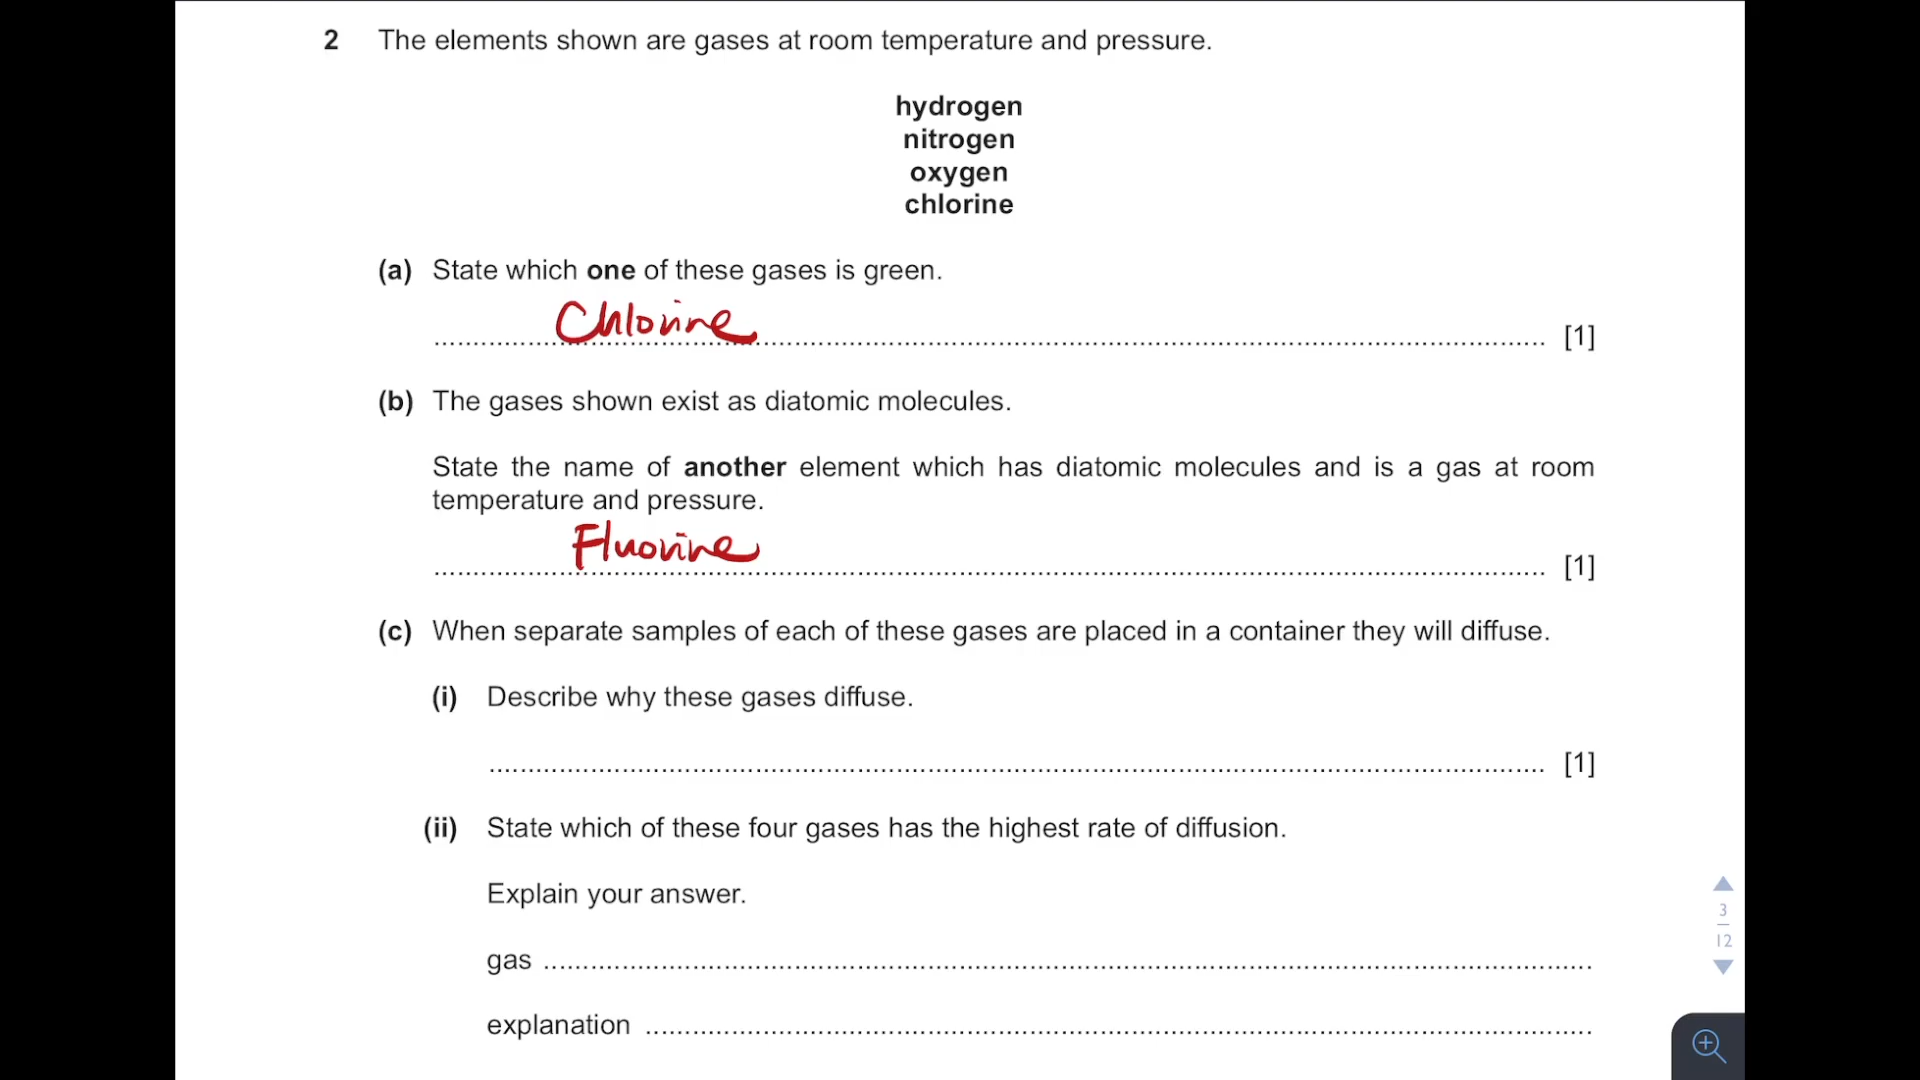 2 The elements shown are gases at room temperature and pressure.
hydrogen
nitrogen
oxygen
chlorine
(a) State which one of these gases is green.
Chlorine
[1]
(b) The gases shown exist as diatomic molecules.
State the name of another element which has diatomic molecules and is a gas at room
temperature and pressure.
Fluorine
[1]
(c) When separate samples of each of these gases are placed in a container they will diffuse.
(i) Describe why these gases diffuse.
[1]
(ii) State which of these four gases has the highest rate of diffusion.
Explain your answer.
gas
explanation
3
12